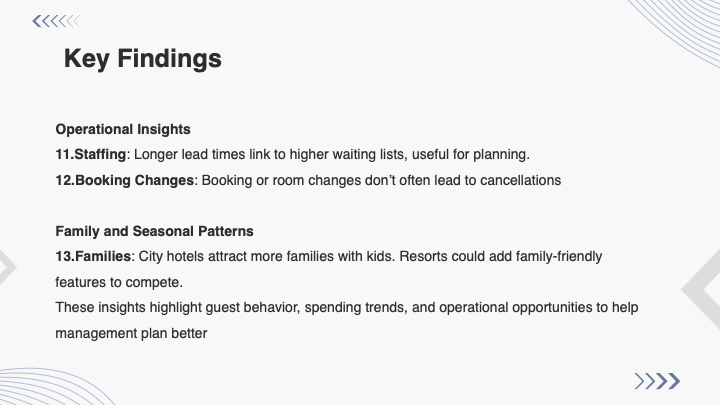 Key Findings
Operational Insights
11.Staffing: Longer lead times link to higher waiting lists, useful for planning.
12.Booking Changes: Booking or room changes don’t often lead to cancellations
Family and Seasonal Patterns
13.Families: City hotels attract more families with kids. Resorts could add family-friendly
features to compete.
These insights highlight guest behavior, spending trends, and operational opportunities to help
management plan better